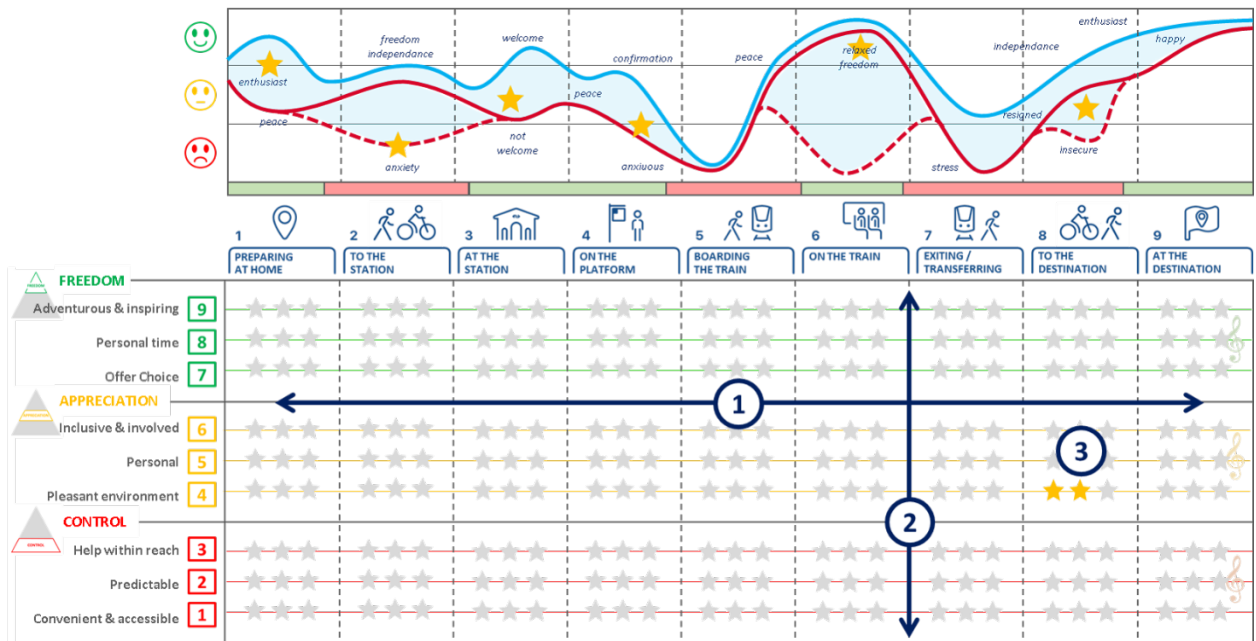 enthusiast
peace
freedom
independance
anxiety
welcome
not
welcome
peace
confirmation
anxiuous
peace
relaxed
freedom
stress
independance
resigned
insecure
enthusiast
happy
1
PREPARING
AT HOME
2
TO THE
STATION
3
AT THE
STATION
4
ON THE
PLATFORM
5
BOARDING
THE TRAIN
6
ON THE TRAIN
7
EXITING /
TRANSFERRING
8
TO THE
DESTINATION
9
AT THE
DESTINATION
FREEDOM
FREEDOM
Adventurous & inspiring 9
Personal time 8
Offer Choice 7
APPRECIATION
APPRECIATION
Inclusive & involved 6
Personal 5
Pleasant environment 4
CONTROL
CONTROL
Help within reach 3
Predictable 2
Convenient & accessible 1
1
2
3